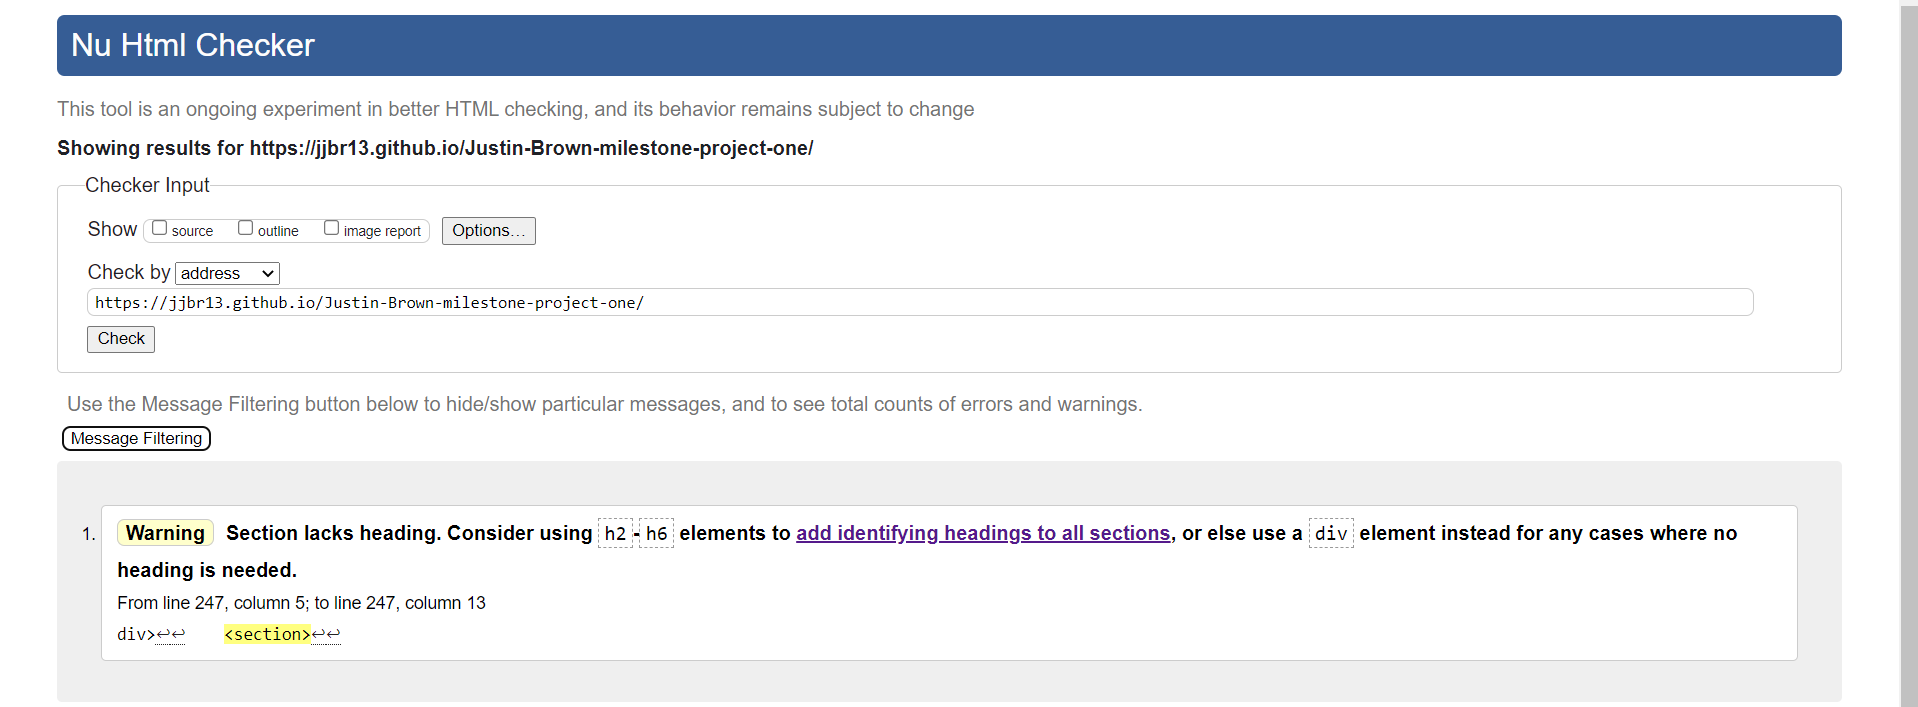 Nu Html Checker
This tool is an ongoing experiment in better HTML checking, and its behavior remains subject to change
Showing results for https://jjbr13.github.io/Justin-Brown-milestone-project-one/
Checker Input
Show source outline image report Options...
Check by address
https://jjbr13.github.io/Justin-Brown-milestone-project-one/
Check
Use the Message Filtering button below to hide/show particular messages, and to see total counts of errors and warnings.
Message Filtering
1. Warning Section lacks heading. Consider using h2-h6 elements to add identifying headings to all sections, or else use a div element instead for any cases where no
heading is needed.
From line 247, column 5; to line 247, column 13
div>↩↩ <section>↩↩